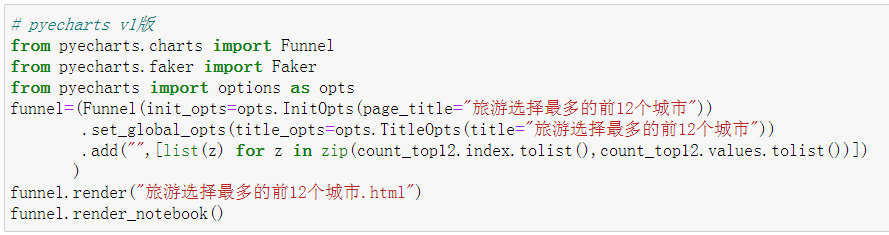 # pyecharts v1版
from pyecharts.charts import Funnel
from pyecharts.faker import Faker
from pyecharts import options as opts
funnel=(Funnel(init_opts=opts.InitOpts(page_title="旅游选择最多的前12个城市"))
       .set_global_opts(title_opts=opts.TitleOpts(title="旅游选择最多的前12个城市"))
       .add("",[list(z) for z in zip(count_top12.index.tolist(),count_top12.values.tolist())])
      )
funnel.render("旅游选择最多的前12个城市.html")
funnel.render_notebook()